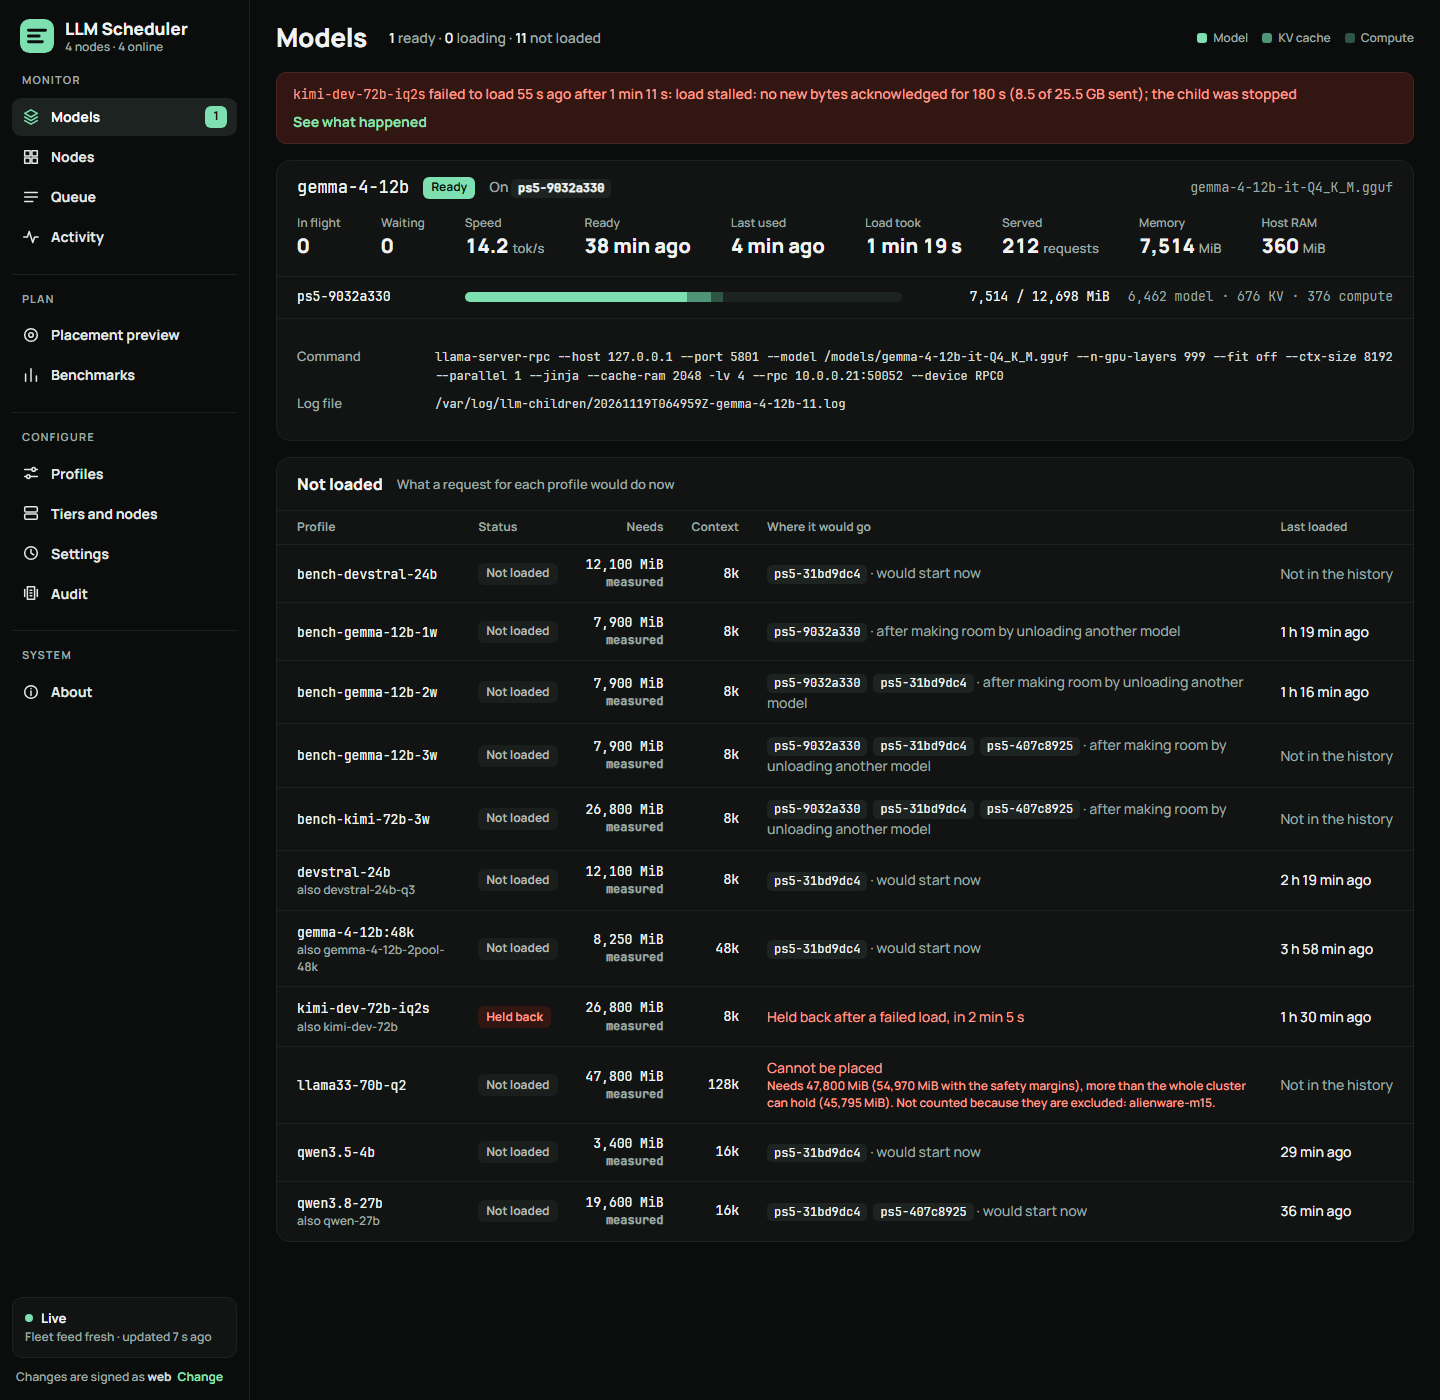 LLM Scheduler
4 nodes · 4 online
MONITOR
Models 1
Nodes
Queue
Activity
PLAN
Placement preview
Benchmarks
CONFIGURE
Profiles
Tiers and nodes
Settings
Audit
SYSTEM
About
Live
Fleet feed fresh · updated 7 s ago
Changes are signed as web Change
Models 1 ready · 0 loading · 11 not loaded
Model KV cache Compute
kimi-dev-72b-iq2s failed to load 55 s ago after 1 min 11 s: load stalled: no new bytes acknowledged for 180 s (8.5 of 25.5 GB sent); the child was stopped
See what happened
gemma-4-12b Ready On ps5-9032a330 gemma-4-12b-it-Q4_K_M.gguf
In flight Waiting Speed Ready Last used Load took Served Memory Host RAM
0 0 14.2 tok/s 38 min ago 4 min ago 1 min 19 s 212 requests 7,514 MiB 360 MiB
ps5-9032a330 7,514 / 12,698 MiB 6,462 model · 676 KV · 376 compute
Command llama-server-rpc --host 127.0.0.1 --port 5801 --model /models/gemma-4-12b-it-Q4_K_M.gguf --n-gpu-layers 999 --fit off --ctx-size 8192
--parallel 1 --jinja --cache-ram 2048 -lv 4 --rpc 10.0.0.21:50052 --device RPC0
Log file /var/log/llm-children/20261119T064959Z-gemma-4-12b-11.log
Not loaded What a request for each profile would do now
Profile Status Needs Context Where it would go Last loaded
bench-devstral-24b Not loaded 12,100 MiB measured 8k ps5-31bd9dc4 · would start now Not in the history
bench-gemma-12b-1w Not loaded 7,900 MiB measured 8k ps5-9032a330 · after making room by unloading another model 1 h 19 min ago
bench-gemma-12b-2w Not loaded 7,900 MiB measured 8k ps5-9032a330 ps5-31bd9dc4 · after making room by unloading another
model 1 h 16 min ago
bench-gemma-12b-3w Not loaded 7,900 MiB measured 8k ps5-9032a330 ps5-31bd9dc4 ps5-407c8925 · after making room by
unloading another model Not in the history
bench-kimi-72b-3w Not loaded 26,800 MiB measured 8k ps5-9032a330 ps5-31bd9dc4 ps5-407c8925 · after making room by
unloading another model Not in the history
devstral-24b
also devstral-24b-q3 Not loaded 12,100 MiB measured 8k ps5-31bd9dc4 · would start now 2 h 19 min ago
gemma-4-12b:48k
also gemma-4-12b-2pool-
48k Not loaded 8,250 MiB measured 48k ps5-31bd9dc4 · would start now 3 h 58 min ago
kimi-dev-72b-iq2s
also kimi-dev-72b Held back 26,800 MiB measured 8k Held back after a failed load, in 2 min 5 s 1 h 30 min ago
llama33-70b-q2 Not loaded 47,800 MiB measured 128k Cannot be placed
Needs 47,800 MiB (54,970 MiB with the safety margins), more than the whole cluster
can hold (45,795 MiB). Not counted because they are excluded: alienware-m15. Not in the history
qwen3.5-4b Not loaded 3,400 MiB measured 16k ps5-31bd9dc4 · would start now 29 min ago
qwen3.8-27b
also qwen-27b Not loaded 19,600 MiB measured 16k ps5-31bd9dc4 ps5-407c8925 · would start now 36 min ago